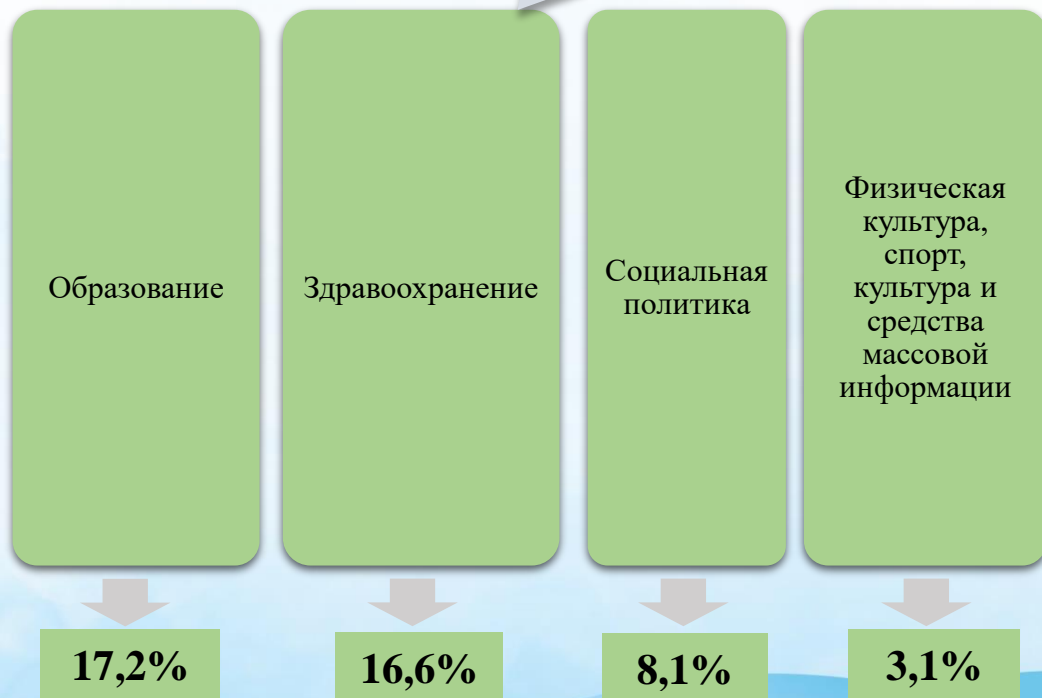 Образование
Здравоохранение
Социальная
политика
Физическая
культура,
спорт,
культура и
средства
массовой
информации
17,2%
16,6%
8,1%
3,1%